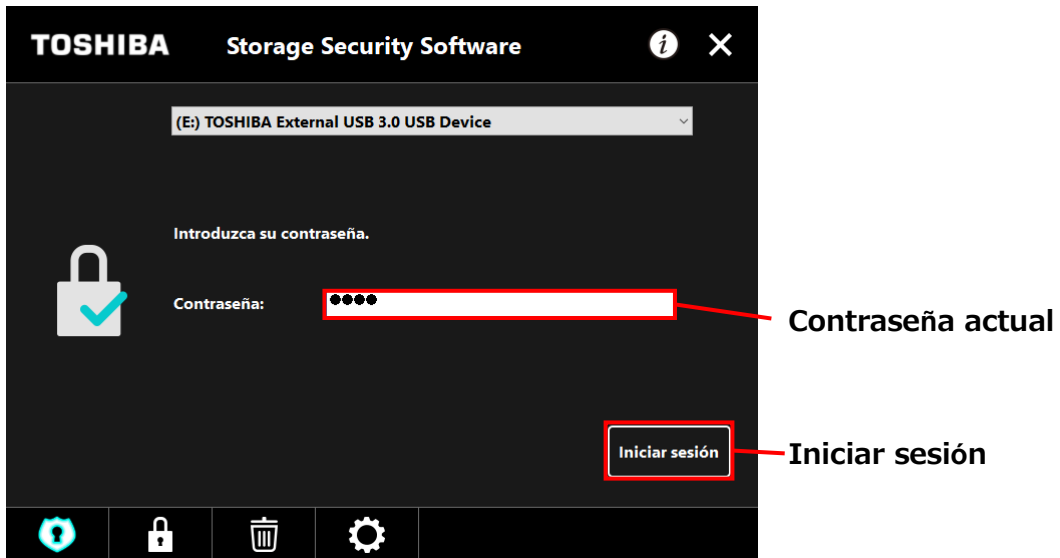 TOSHIBA Storage Security Software
(E:) TOSHIBA External USB 3.0 USB Device
Introduzca su contraseña.
Contraseña:
Contraseña actual
Iniciar sesión
Iniciar sesión